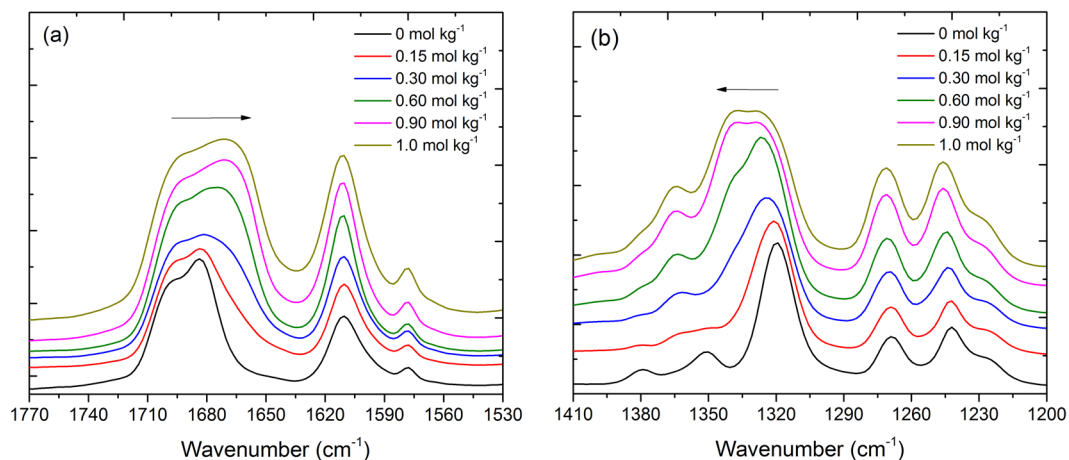 (a)
0 mol kg⁻¹
0.15 mol kg⁻¹
0.30 mol kg⁻¹
0.60 mol kg⁻¹
0.90 mol kg⁻¹
1.0 mol kg⁻¹
1770 1740 1710 1680 1650 1620 1590 1560 1530
Wavenumber (cm⁻¹)
(b)
0 mol kg⁻¹
0.15 mol kg⁻¹
0.30 mol kg⁻¹
0.60 mol kg⁻¹
0.90 mol kg⁻¹
1.0 mol kg⁻¹
1410 1380 1350 1320 1290 1260 1230 1200
Wavenumber (cm⁻¹)